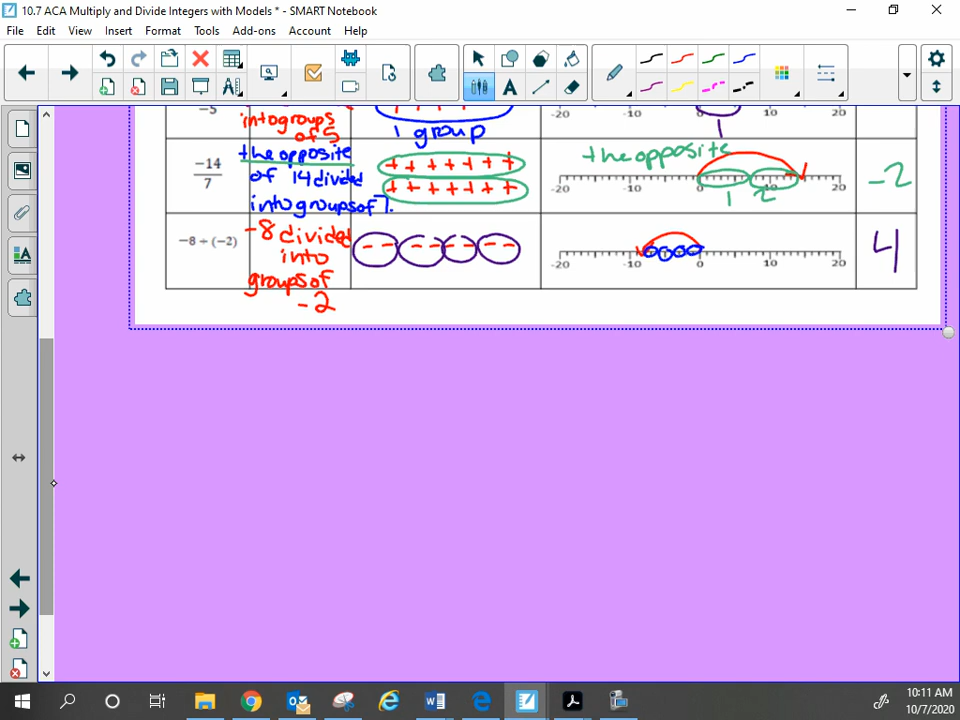 10.7 ACA Multiply and Divide Integers with Models * - SMART Notebook
File Edit View Insert Format Tools Add-ons Account Help
-5
into groups
of 5
1 group
-20 -10 0 10 20
1
-14
7
the opposite
of 14 divided
into groups of 7.
+ + + + + + +
+ + + + + + +
the opposite
-20 -10 0 10 20
1 2
-2
-8 ÷ (-2)
-8 divided
into
groups of
-2
- - - - - - - -
-20 -10 0 10 20
4
10:11 AM
10/7/2020